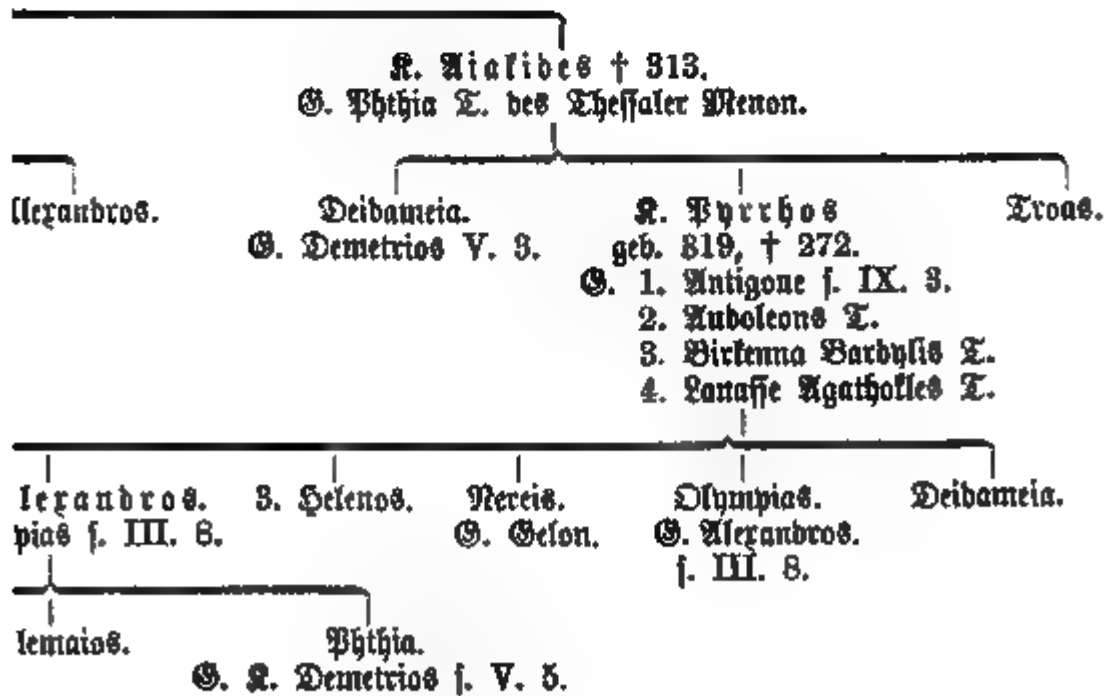 K. Aiakides † 313.
G. Phthia T. des Thessaler Menon.
llexandros. Deidameia. K. Pyrrhos Troas.
G. Demetrios V. 3. geb. 319, † 272.
G. 1. Antigone s. IX. 3.
2. Audoleons T.
3. Birkenna Bardylis T.
4. Lanasse Agathokles T.
lexandros. 3. Helenos. Nereis. Olympias. Deidameia.
pias s. III. 8. G. Gelon. G. Alexandros.
s. III. 8.
lemaios. Phthia.
G. K. Demetrios s. V. 5.